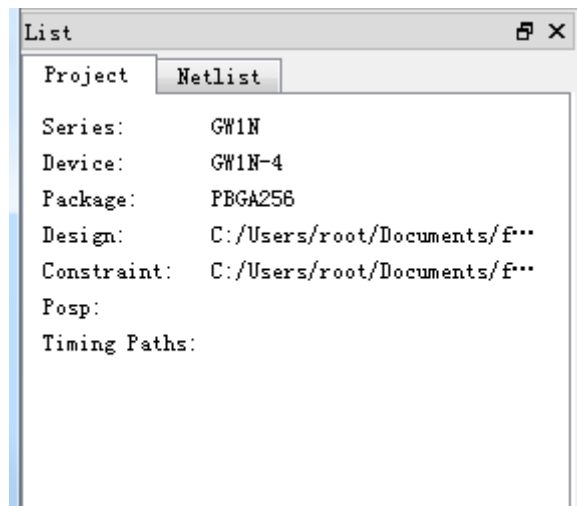 List
Project Netlist
Series: GW1N
Device: GW1N-4
Package: PBGA256
Design: C:/Users/root/Documents/f···
Constraint: C:/Users/root/Documents/f···
Posp:
Timing Paths: